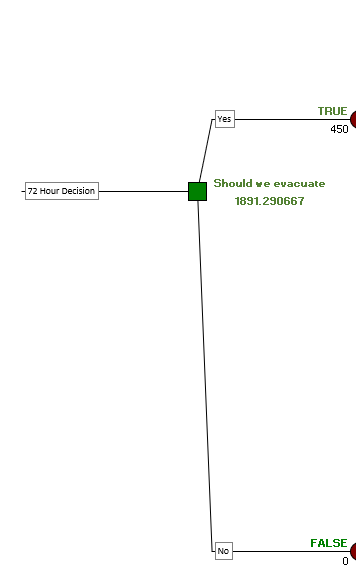 TRUE
Yes
450
72 Hour Decision
Should we evacuate
1891.290667
FALSE
No
0